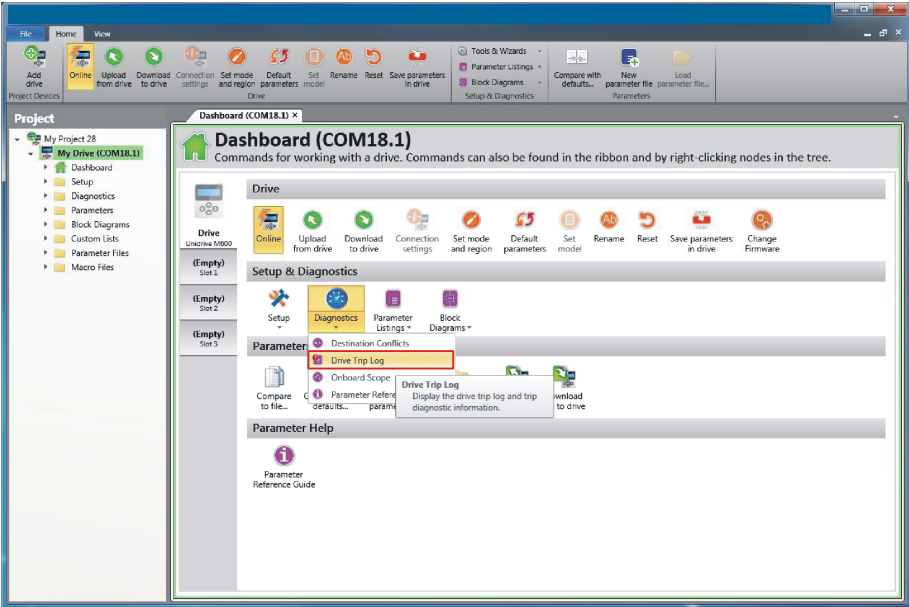 File Home View
Add drive
Online
Upload from drive
Download to drive
Connection settings
Set mode and region
Default parameters
Set model
Rename
Reset
Save parameters in drive
Tools & Wizards
Parameter Listings
Block Diagrams
Compare with defaults...
New parameter file
Load parameter file...
Project Devices
Drive
Setup & Diagnostics
Parameters
Project
My Project 28
My Drive (COM18.1)
Dashboard
Setup
Diagnostics
Parameters
Block Diagrams
Custom Lists
Parameter Files
Macro Files
Dashboard (COM18.1) ×
Dashboard (COM18.1)
Commands for working with a drive. Commands can also be found in the ribbon and by right-clicking nodes in the tree.
Drive
Unidrive M600
(Empty)
Slot 1
(Empty)
Slot 2
(Empty)
Slot 3
Drive
Online
Upload from drive
Download to drive
Connection settings
Set mode and region
Default parameters
Set model
Rename
Reset
Save parameters in drive
Change Firmware
Setup & Diagnostics
Setup
Diagnostics
Parameter Listings
Block Diagrams
Destination Conflicts
Drive Trip Log
Onboard Scope
Parameter Refere
Drive Trip Log
Display the drive trip log and trip
diagnostic information.
Parameter
Compare to file...
defaults...
to drive
Parameter Help
Parameter
Reference Guide